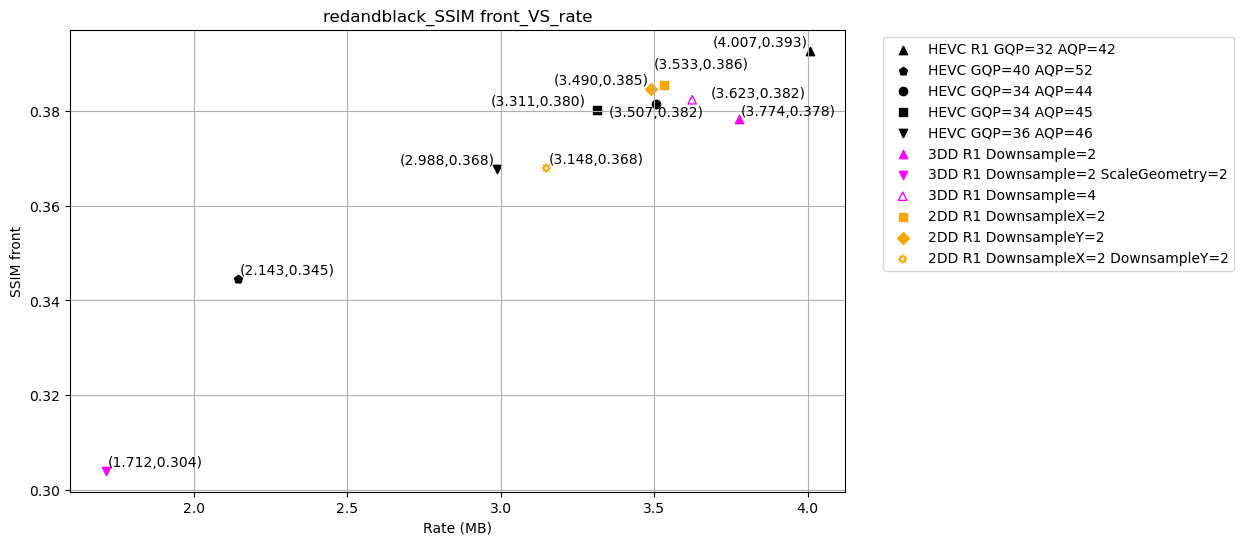 redandblack_SSIM front_VS_rate
(4.007,0.393)
(3.533,0.386)
(3.490,0.385)
(3.623,0.382)
(3.311,0.380)
(3.507,0.382)
(3.774,0.378)
(2.988,0.368)
(3.148,0.368)
(2.143,0.345)
(1.712,0.304)
0.38
0.36
0.34
0.32
0.30
SSIM front
2.0
2.5
3.0
3.5
4.0
Rate (MB)
HEVC R1 GQP=32 AQP=42
HEVC GQP=40 AQP=52
HEVC GQP=34 AQP=44
HEVC GQP=34 AQP=45
HEVC GQP=36 AQP=46
3DD R1 Downsample=2
3DD R1 Downsample=2 ScaleGeometry=2
3DD R1 Downsample=4
2DD R1 DownsampleX=2
2DD R1 DownsampleY=2
2DD R1 DownsampleX=2 DownsampleY=2